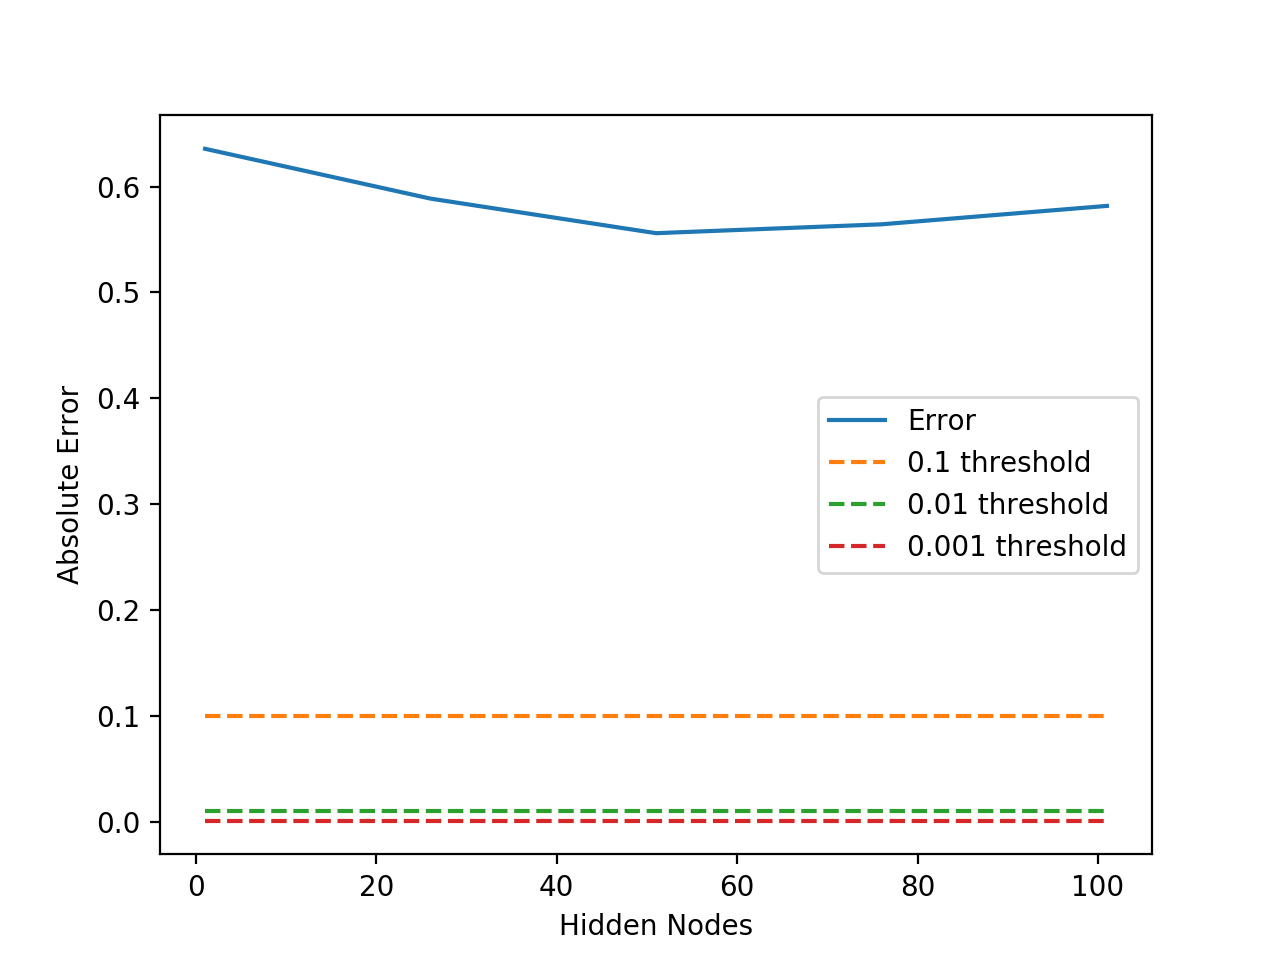 0.6
0.5
0.4
0.3
0.2
0.1
0.0
Absolute Error
Error
0.1 threshold
0.01 threshold
0.001 threshold
0 20 40 60 80 100
Hidden Nodes